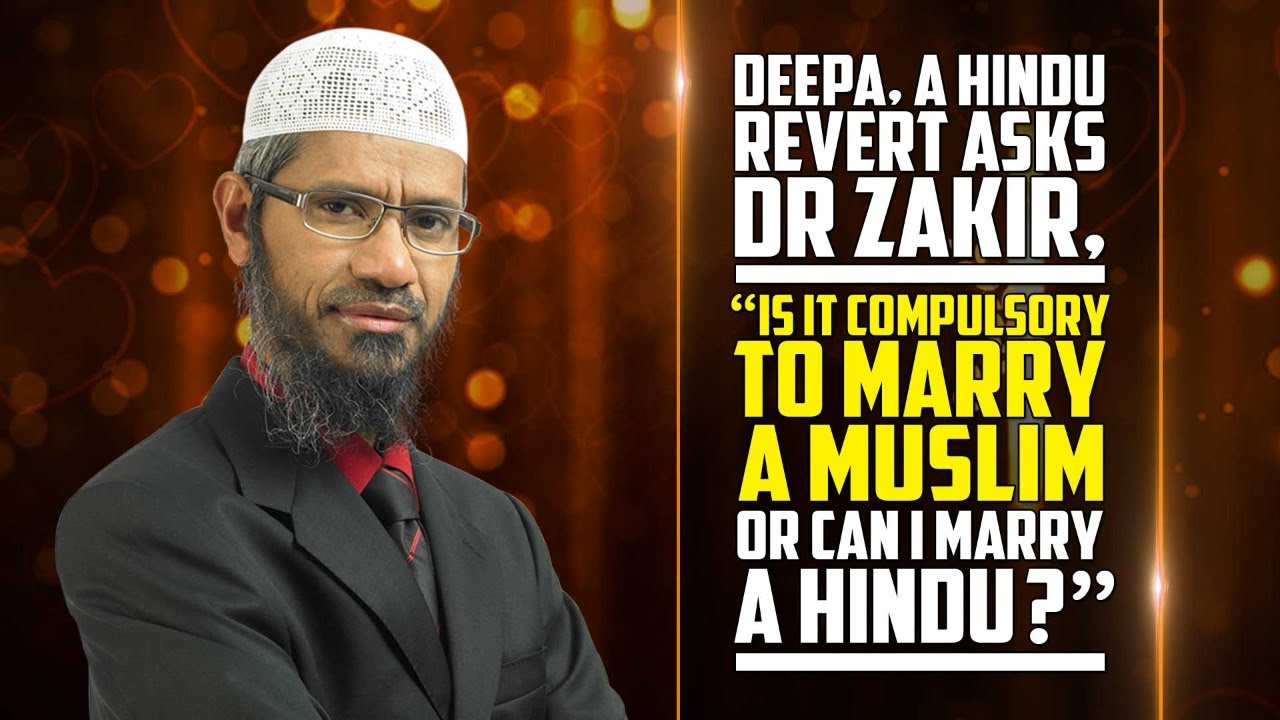 DEEPA, A HINDU
REVERT ASKS
DR ZAKIR,
“IS IT COMPULSORY
TO MARRY
A MUSLIM
OR CAN I MARRY
A HINDU?”